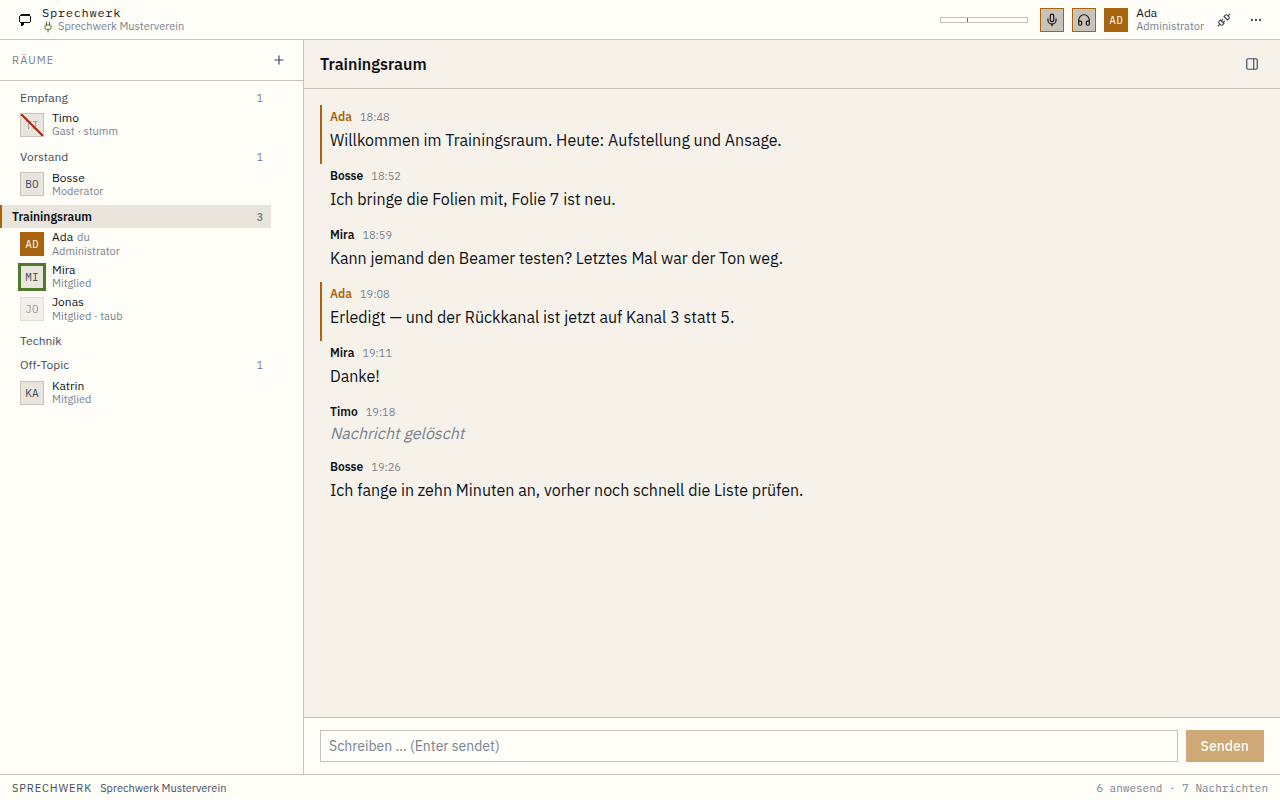 Sprechwerk
Sprechwerk Musterverein
AD
Ada
Administrator
RÄUME
Empfang 1
Timo
Gast · stumm
Vorstand 1
BO
Bosse
Moderator
Trainingsraum 3
AD
Ada du
Administrator
MI
Mira
Mitglied
JO
Jonas
Mitglied · taub
Technik
Off-Topic 1
KA
Katrin
Mitglied
Trainingsraum
Ada 18:48
Willkommen im Trainingsraum. Heute: Aufstellung und Ansage.
Bosse 18:52
Ich bringe die Folien mit, Folie 7 ist neu.
Mira 18:59
Kann jemand den Beamer testen? Letztes Mal war der Ton weg.
Ada 19:08
Erledigt — und der Rückkanal ist jetzt auf Kanal 3 statt 5.
Mira 19:11
Danke!
Timo 19:18
Nachricht gelöscht
Bosse 19:26
Ich fange in zehn Minuten an, vorher noch schnell die Liste prüfen.
Schreiben … (Enter sendet)
Senden
SPRECHWERK Sprechwerk Musterverein
6 anwesend · 7 Nachrichten